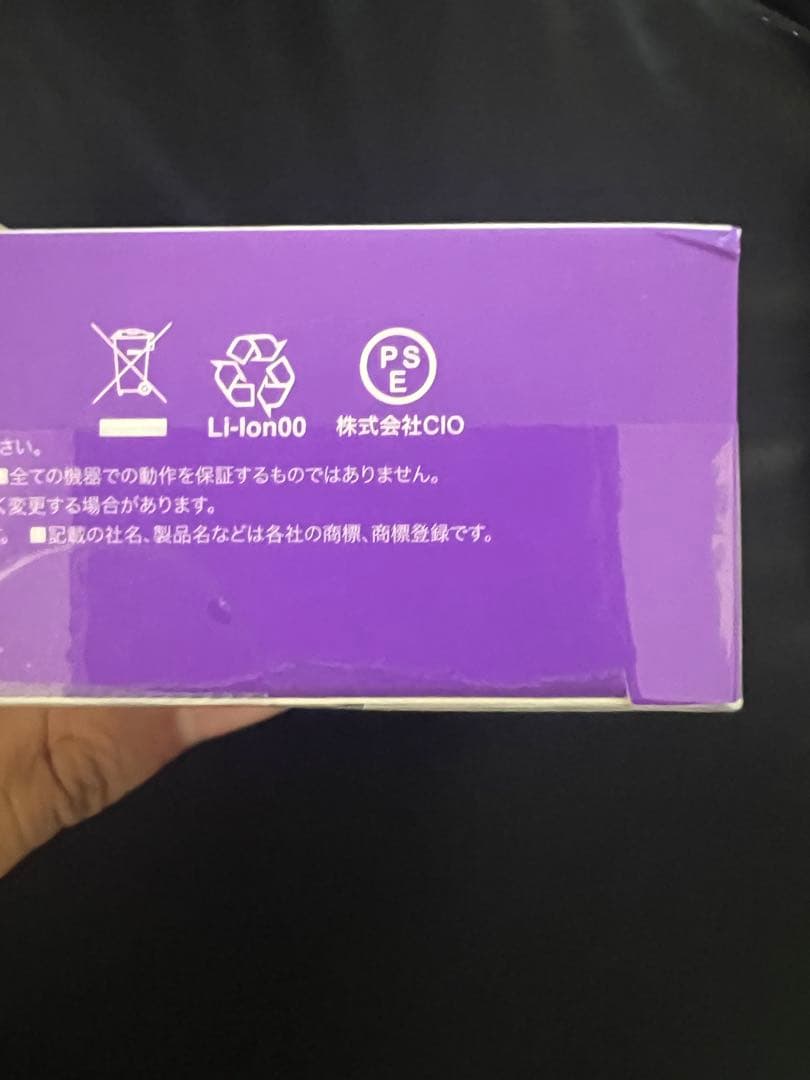 PSE
Li-Ion00 株式会社CIO
さい。
■全ての機器での動作を保証するものではありません。
く変更する場合があります。
。 ■記載の社名、製品名などは各社の商標、商標登録です。